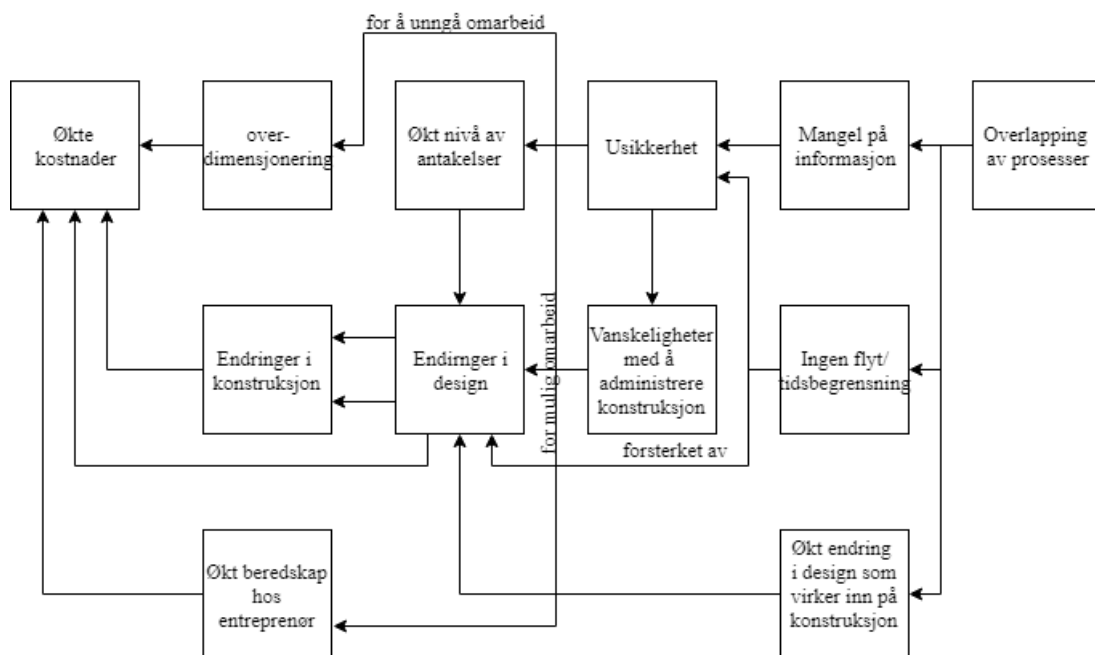 for å unngå omarbeid
Økte
kostnader
over-
dimensjonering
Økt nivå av
antakelser
Usikkerhet
Mangel på
informasjon
Overlapping
av prosesser
Endringer i
konstruksjon
Endirnger i
design
for mulig omarbeid
Vanskeligheter
med å
administrere
konstruksjon
Ingen flyt/
tidsbegrensning
forsterket av
Økt beredskap
hos
entreprenør
Økt endring
i design som
virker inn på
konstruksjon